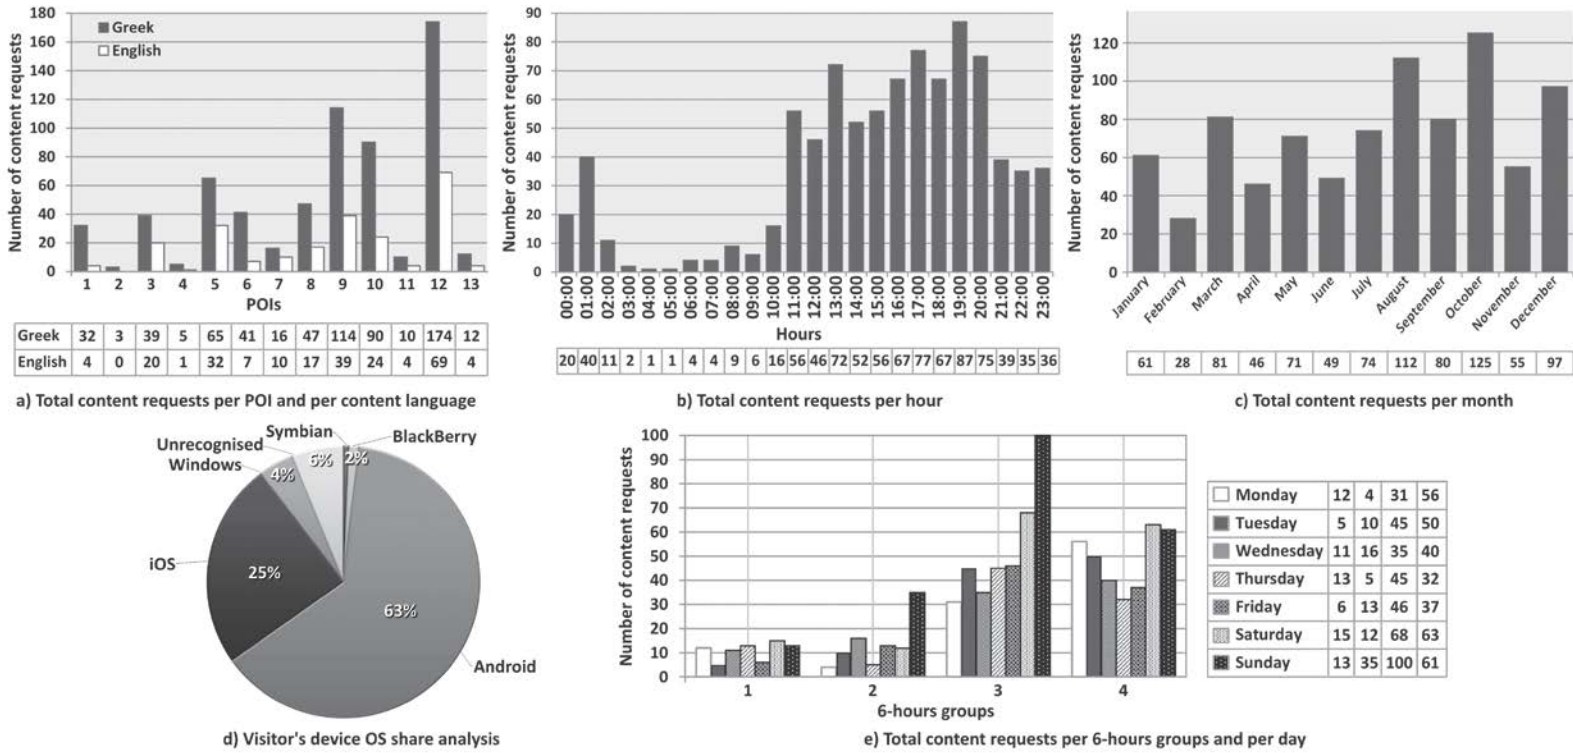 Number of content requests
180
160
140
120
100
80
60
40
20
0
Greek
English
1 2 3 4 5 6 7 8 9 10 11 12 13
POIs
Greek 32 3 39 5 65 41 16 47 114 90 10 174 12
English 4 0 20 1 32 7 10 17 39 24 4 69 4
a) Total content requests per POI and per content language
Number of content requests
90
80
70
60
50
40
30
20
10
0
00:00 01:00 02:00 03:00 04:00 05:00 06:00 07:00 08:00 09:00 10:00 11:00 12:00 13:00 14:00 15:00 16:00 17:00 18:00 19:00 20:00 21:00 22:00 23:00
Hours
20 40 11 2 1 1 4 4 9 6 16 56 46 72 52 56 67 77 67 87 75 39 35 36
b) Total content requests per hour
Number of content requests
120
100
80
60
40
20
0
January February March April May June July August September October November December
61 28 81 46 71 49 74 112 80 125 55 97
c) Total content requests per month
Symbian
BlackBerry
Unrecognised
Windows
6%
2%
4%
iOS
25%
63%
Android
d) Visitor's device OS share analysis
Number of content requests
100
90
80
70
60
50
40
30
20
10
0
1 2 3 4
6-hours groups
Monday 12 4 31 56
Tuesday 5 10 45 50
Wednesday 11 16 35 40
Thursday 13 5 45 32
Friday 6 13 46 37
Saturday 15 12 68 63
Sunday 13 35 100 61
e) Total content requests per 6-hours groups and per day